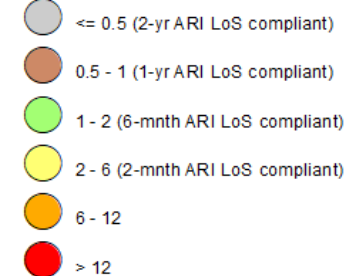 <= 0.5 (2-yr ARI LoS compliant)
0.5 - 1 (1-yr ARI LoS compliant)
1 - 2 (6-mnth ARI LoS compliant)
2 - 6 (2-mnth ARI LoS compliant)
6 - 12
> 12